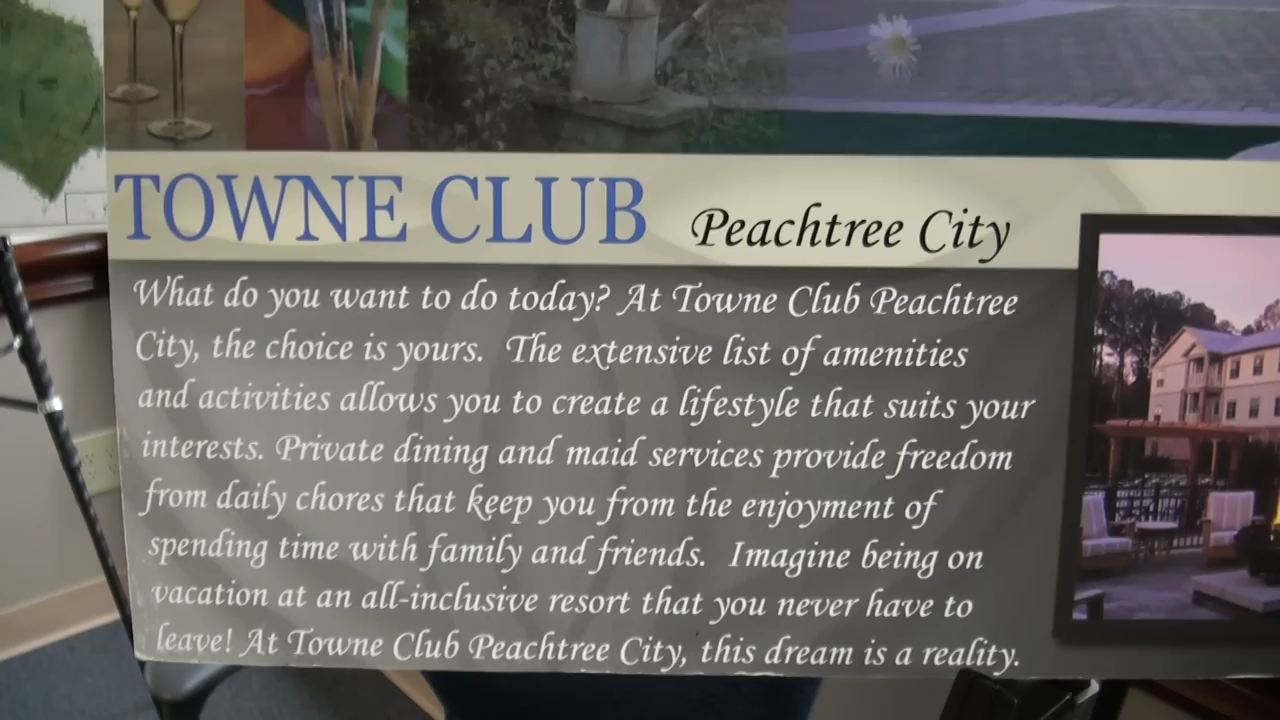 TOWNE CLUB Peachtree City
What do you want to do today? At Towne Club Peachtree
City, the choice is yours. The extensive list of amenities
and activities allows you to create a lifestyle that suits your
interests. Private dining and maid services provide freedom
from daily chores that keep you from the enjoyment of
spending time with family and friends. Imagine being on
vacation at an all-inclusive resort that you never have to
leave! At Towne Club Peachtree City, this dream is a reality.